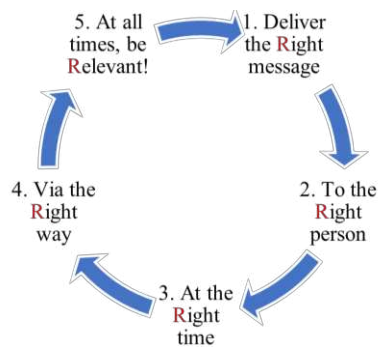 1. Deliver
the Right
message
2. To the
Right
person
3. At the
Right
time
4. Via the
Right
way
5. At all
times, be
Relevant!